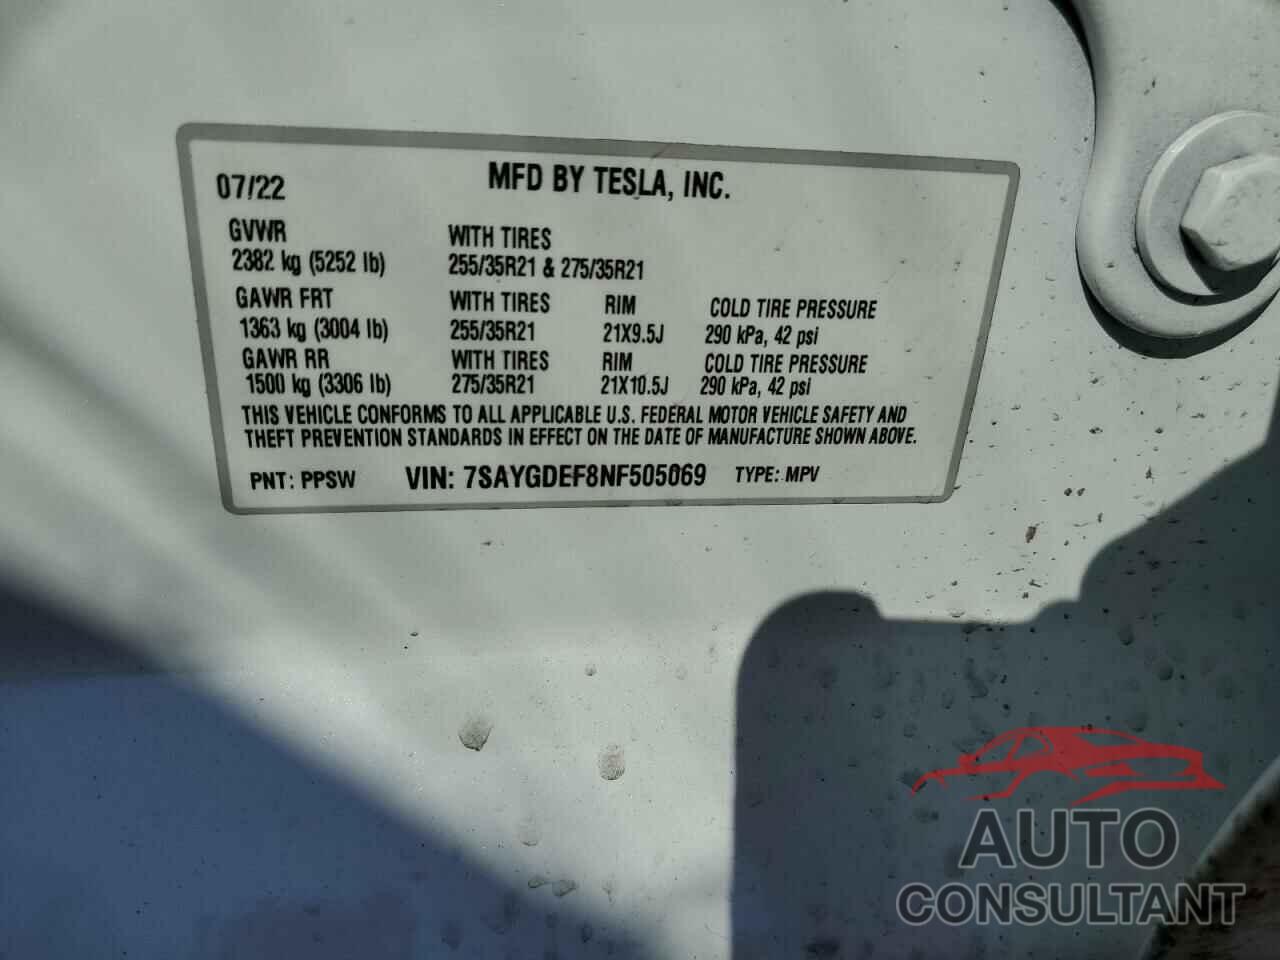 07/22 MFD BY TESLA, INC.
GVWR WITH TIRES
2382 kg (5252 lb) 255/35R21 & 275/35R21
GAWR FRT WITH TIRES RIM COLD TIRE PRESSURE
1363 kg (3004 lb) 255/35R21 21X9.5J 290 kPa, 42 psi
GAWR RR WITH TIRES RIM COLD TIRE PRESSURE
1500 kg (3306 lb) 275/35R21 21X10.5J 290 kPa, 42 psi
THIS VEHICLE CONFORMS TO ALL APPLICABLE U.S. FEDERAL MOTOR VEHICLE SAFETY AND
THEFT PREVENTION STANDARDS IN EFFECT ON THE DATE OF MANUFACTURE SHOWN ABOVE.
PNT: PPSW VIN: 7SAYGDEF8NF505069 TYPE: MPV
AUTO
CONSULTANT